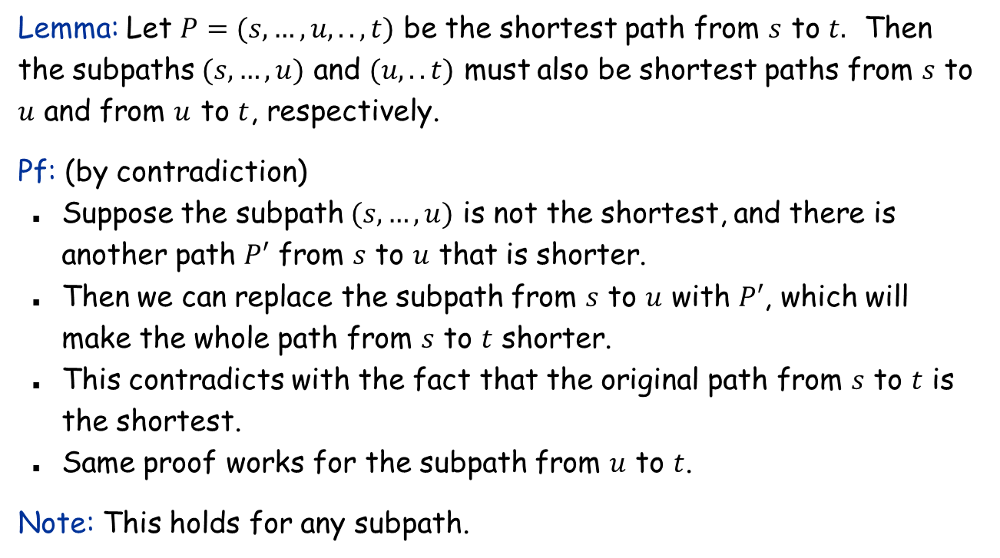 Lemma: Let P = (s, …, u, . . , t) be the shortest path from s to t. Then
the subpaths (s, …, u) and (u, . . t) must also be shortest paths from s to
u and from u to t, respectively.
Pf: (by contradiction)
▪ Suppose the subpath (s, …, u) is not the shortest, and there is
another path P′ from s to u that is shorter.
▪ Then we can replace the subpath from s to u with P′, which will
make the whole path from s to t shorter.
▪ This contradicts with the fact that the original path from s to t is
the shortest.
▪ Same proof works for the subpath from u to t.
Note: This holds for any subpath.